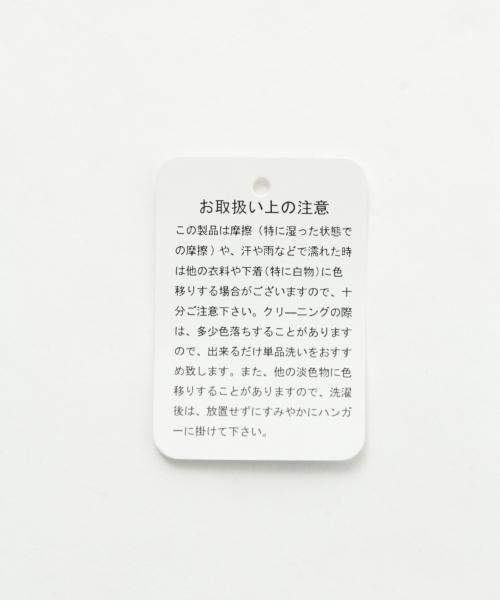 お取扱い上の注意
この製品は摩擦（特に湿った状態で
の摩擦）や、汗や雨などで濡れた時
は他の衣料や下着（特に白物）に色
移りする場合がございますので、十
分ご注意下さい。クリーニングの際
は、多少色落ちすることがあります
ので、出来るだけ単品洗いをおすす
め致します。また、他の淡色物に色
移りすることがありますので、洗濯
後は、放置せずにすみやかにハンガ
ーに掛けて下さい。